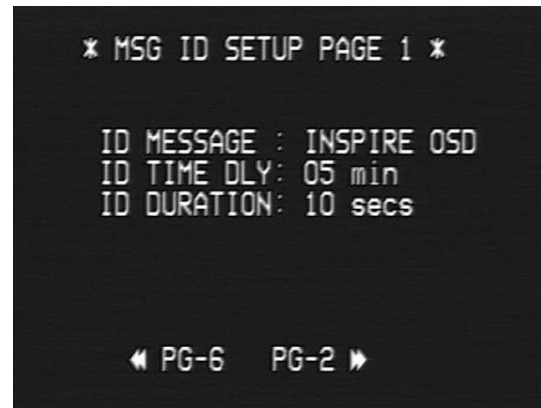 * MSG ID SETUP PAGE 1 *
ID MESSAGE : INSPIRE OSD
ID TIME DLY: 05 min
ID DURATION: 10 secs
◀◀ PG-6 PG-2 ▶▶